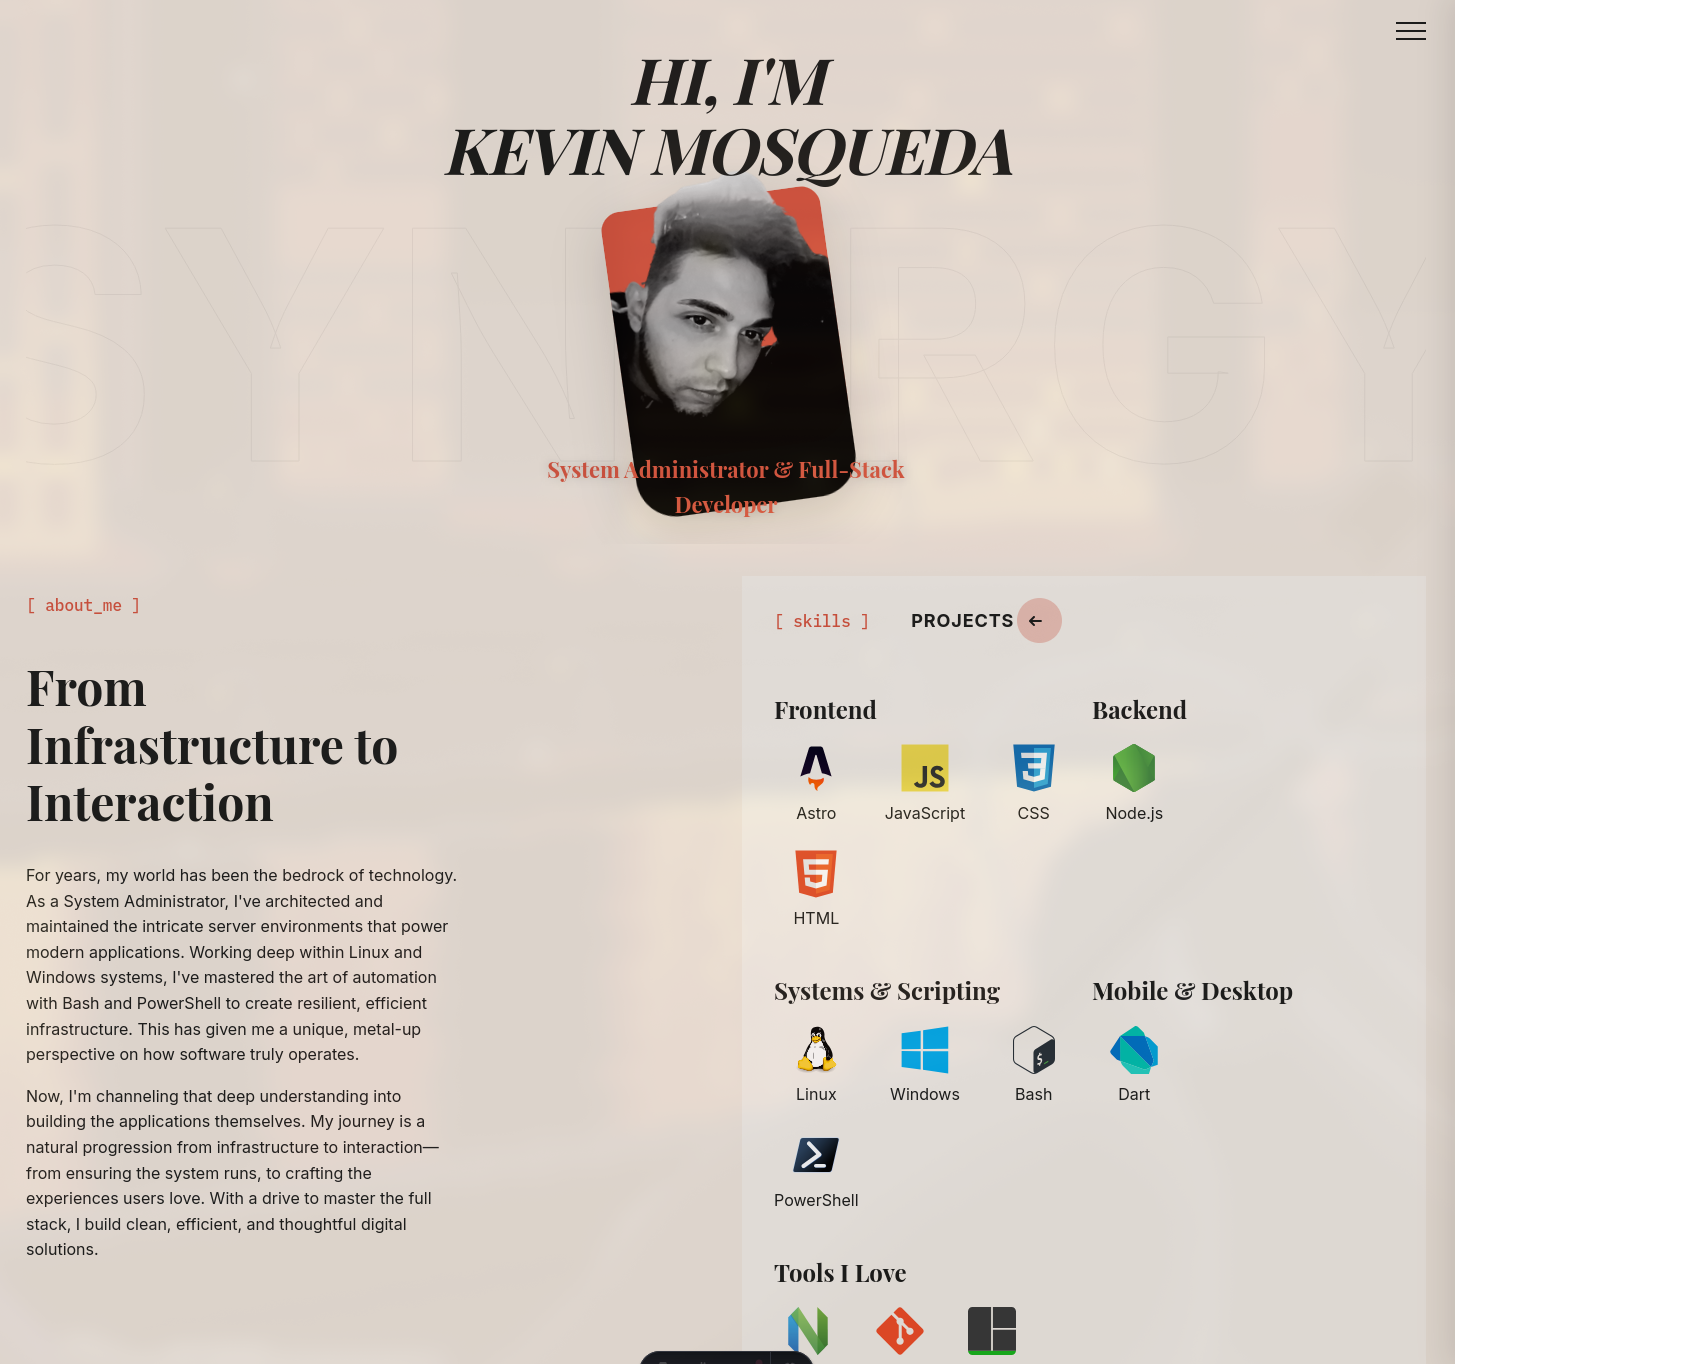 HI, I'M
KEVIN MOSQUEDA
SYNERGY
System Administrator & Full-Stack
Developer
[ about_me ]
From
Infrastructure to
Interaction
For years, my world has been the bedrock of technology.
As a System Administrator, I've architected and
maintained the intricate server environments that power
modern applications. Working deep within Linux and
Windows systems, I've mastered the art of automation
with Bash and PowerShell to create resilient, efficient
infrastructure. This has given me a unique, metal-up
perspective on how software truly operates.
Now, I'm channeling that deep understanding into
building the applications themselves. My journey is a
natural progression from infrastructure to interaction—
from ensuring the system runs, to crafting the
experiences users love. With a drive to master the full
stack, I build clean, efficient, and thoughtful digital
solutions.
[ skills ]
PROJECTS
Frontend
JS
3
Astro
JavaScript
CSS
5
HTML
Backend
Node.js
Systems & Scripting
$
Linux
Windows
Bash
PowerShell
Mobile & Desktop
Dart
Tools I Love